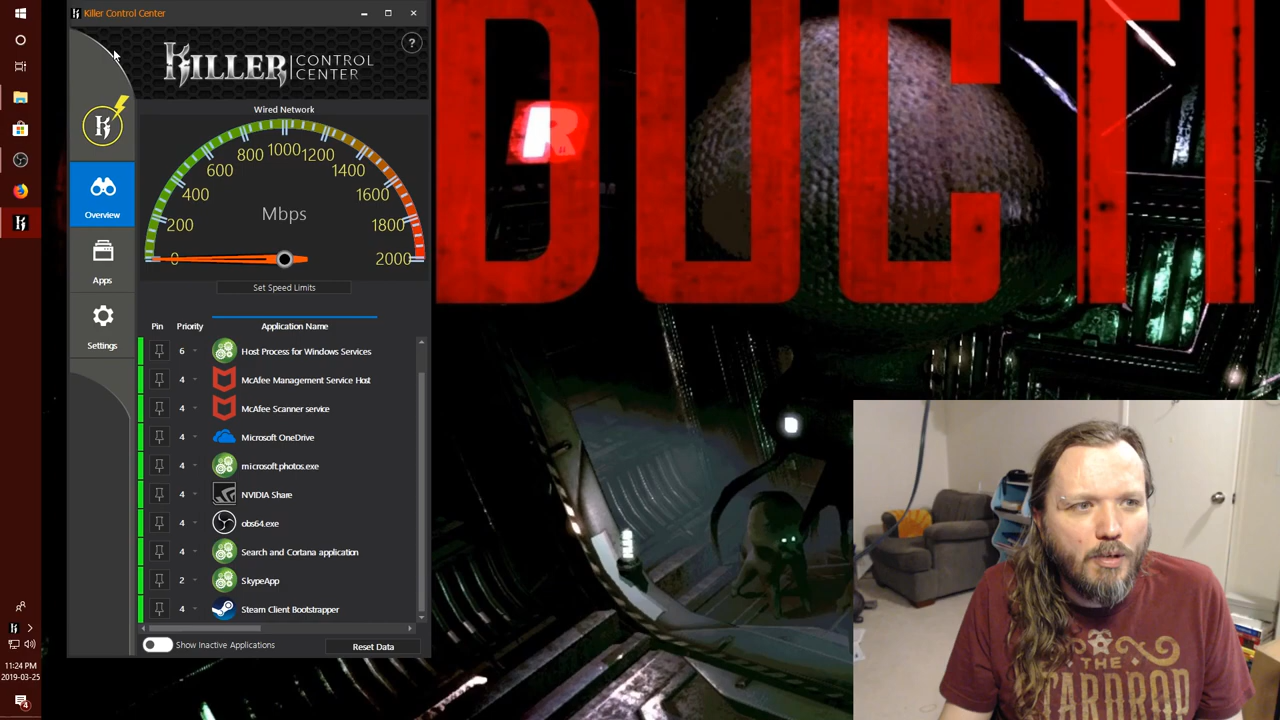 Killer Control Center
KILLER CONTROL CENTER
?
Wired Network
0
200
400
600
800
1000
1200
1400
1600
1800
2000
Mbps
Set Speed Limits
Overview
Apps
Settings
Pin Priority Application Name
6 Host Process for Windows Services
4 McAfee Management Service Host
4 McAfee Scanner service
4 Microsoft OneDrive
4 microsoft.photos.exe
4 NVIDIA Share
4 obs64.exe
4 Search and Cortana application
2 SkypeApp
4 Steam Client Bootstrapper
Show Inactive Applications
Reset Data
11:24 PM
2019-03-25
4
DUCTI
R
THE